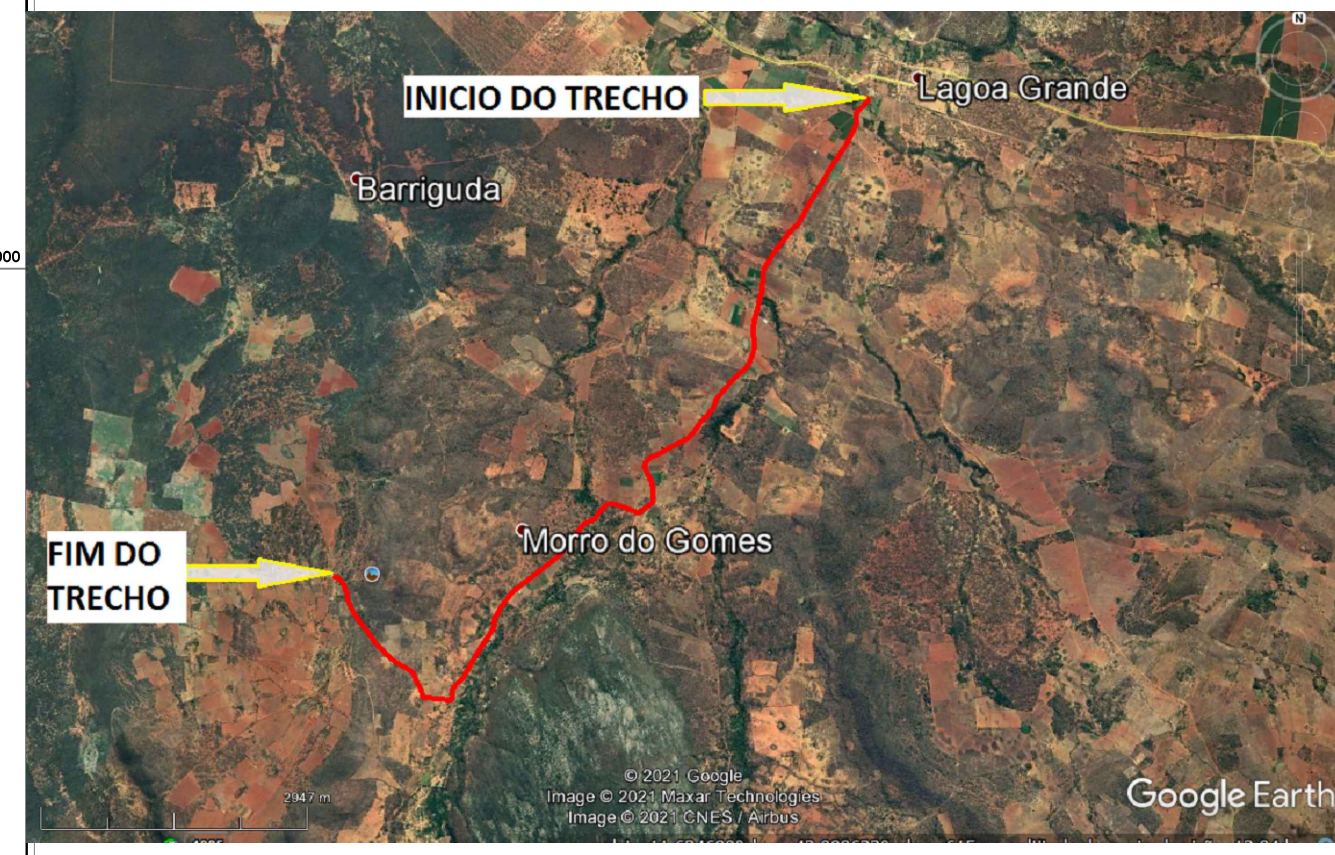 N
INICIO DO TRECHO
Lagoa Grande
Barriguda
000
Morro do Gomes
FIM DO
TRECHO
2947 m
© 2021 Google
Image © 2021 Maxar Technologies
Image © 2021 CNES / Airbus
Google Earth